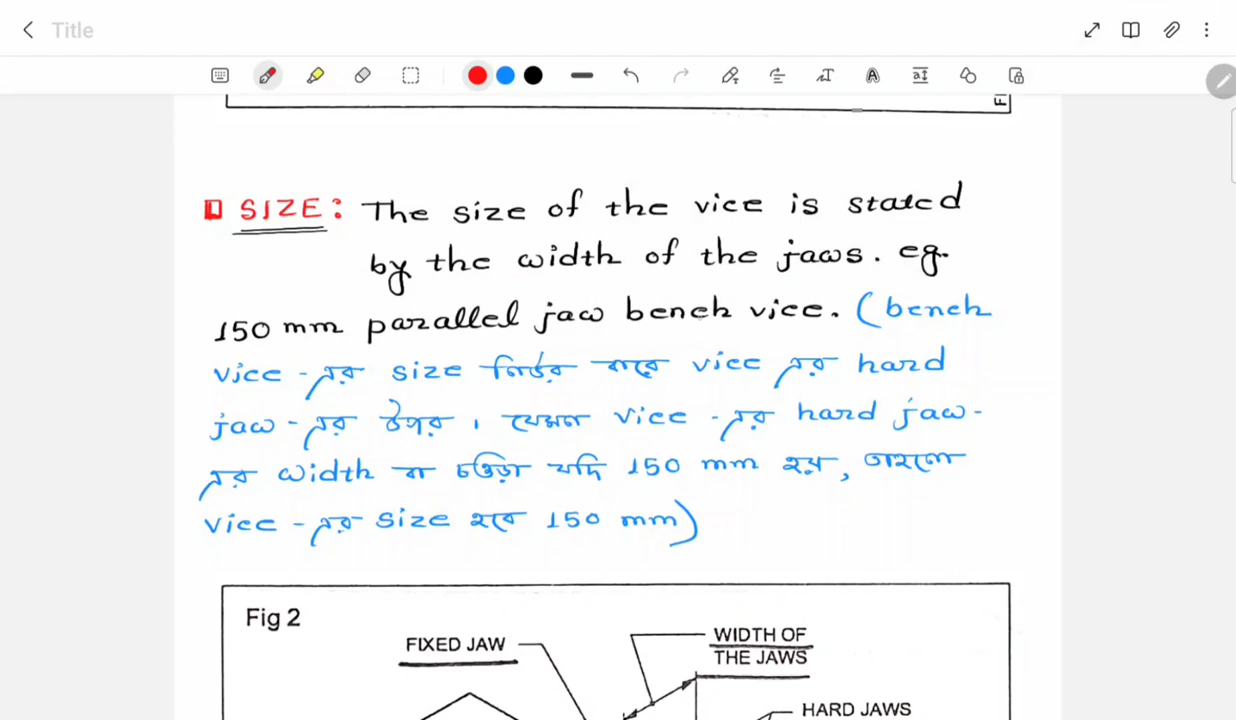 Title
F
SIZE: The size of the vice is stated
by the width of the jaws. eg.
150 mm parallel jaw bench vice. (bench
vice-এর size নির্ভর করে vice এর hard
jaw-এর উপর। যেমন vice-এর hard jaw-
এর width বা চওড়া যদি 150 mm হয়, তাহলে
vice-এর size হবে 150 mm)
Fig 2
FIXED JAW
WIDTH OF
THE JAWS
HARD JAWS